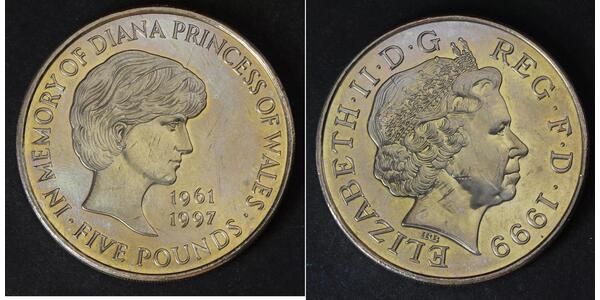 IN MEMORY OF DIANA PRINCESS OF WALES ·
1961
1997
· FIVE POUNDS ·
ELIZABETH · II · D · G
REG · F · D · 1999